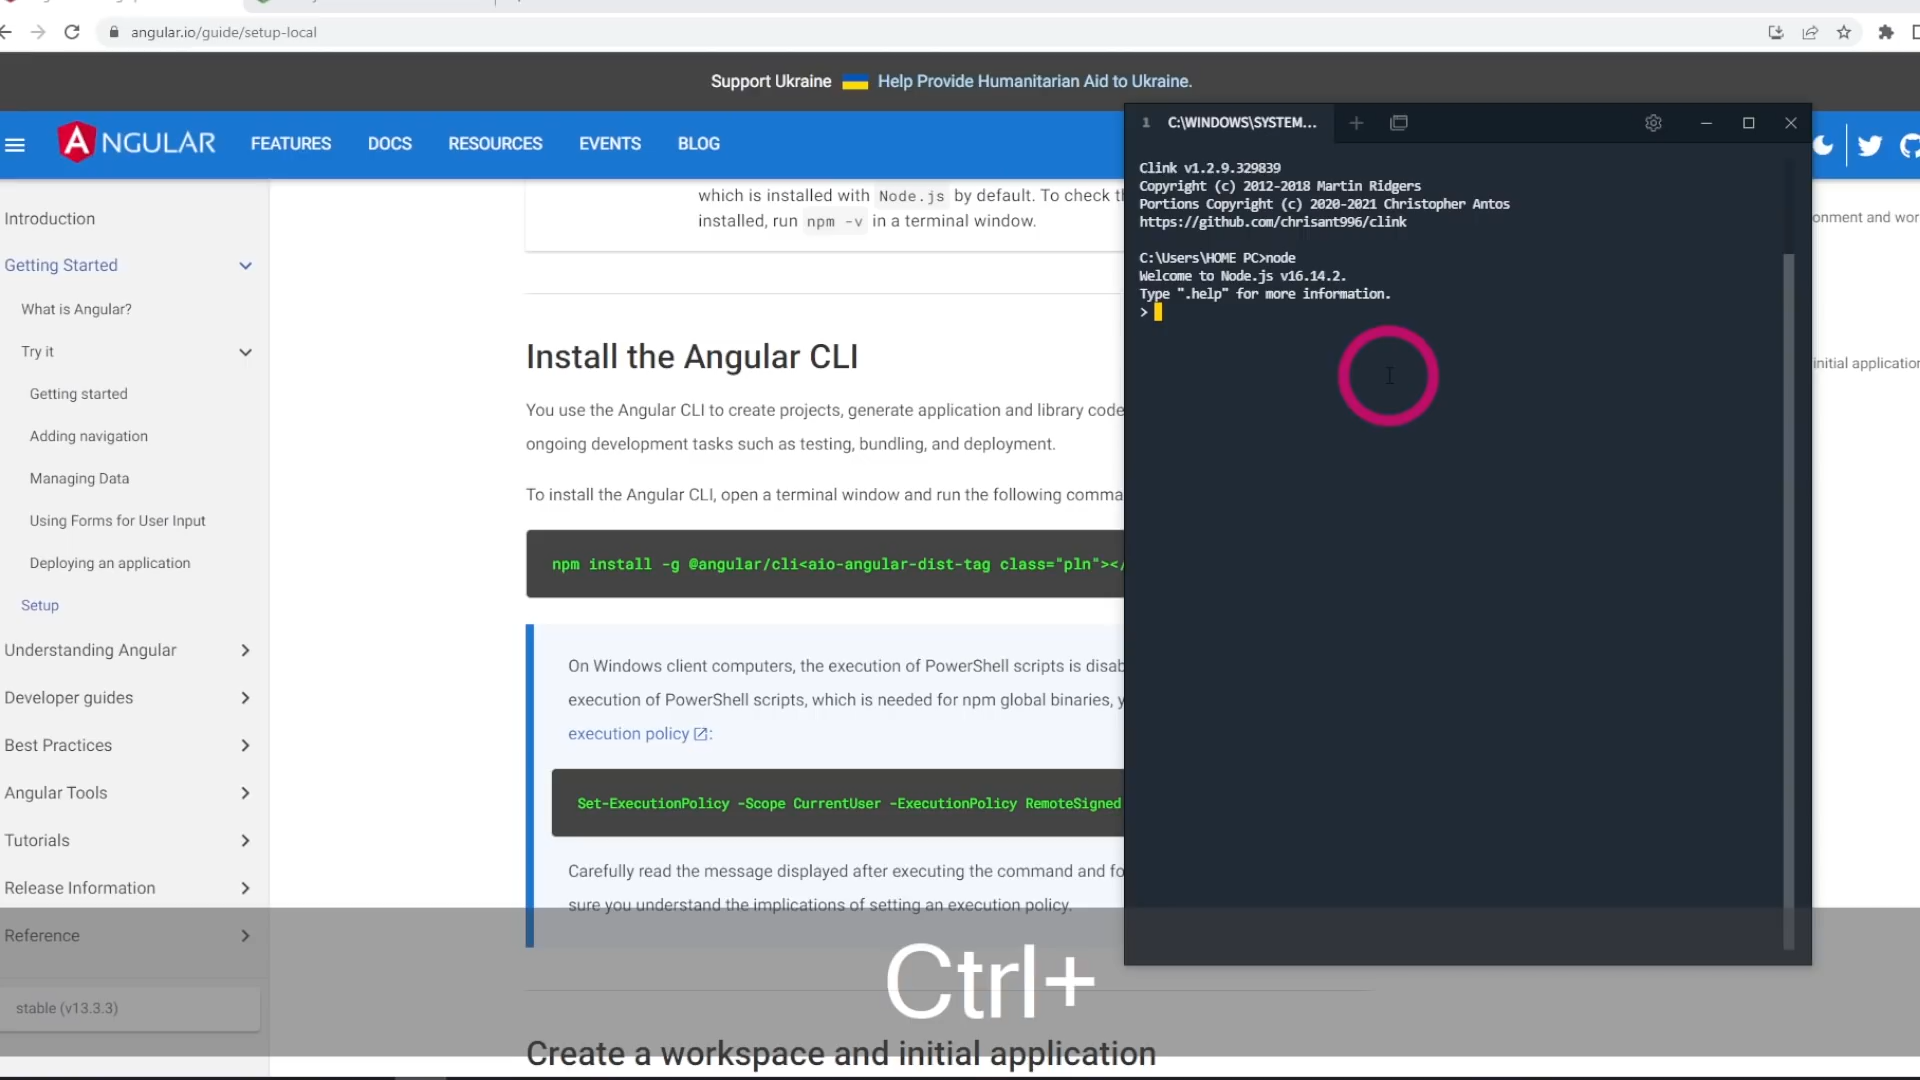 angular.io/guide/setup-local
Support Ukraine Help Provide Humanitarian Aid to Ukraine.
ANGULAR FEATURES DOCS RESOURCES EVENTS BLOG
Introduction
Getting Started
What is Angular?
Try it
Getting started
Adding navigation
Managing Data
Using Forms for User Input
Deploying an application
Setup
Understanding Angular
Developer guides
Best Practices
Angular Tools
Tutorials
Release Information
Reference
stable (v13.3.3)
which is installed with Node.js by default. To check th
installed, run npm -v in a terminal window.
Install the Angular CLI
You use the Angular CLI to create projects, generate application and library code
ongoing development tasks such as testing, bundling, and deployment.
To install the Angular CLI, open a terminal window and run the following comma
npm install -g @angular/cli<aio-angular-dist-tag class="pln"></
On Windows client computers, the execution of PowerShell scripts is disab
execution of PowerShell scripts, which is needed for npm global binaries, y
execution policy:
Set-ExecutionPolicy -Scope CurrentUser -ExecutionPolicy RemoteSigned
Carefully read the message displayed after executing the command and fo
sure you understand the implications of setting an execution policy.
Create a workspace and initial application
1 C:\WINDOWS\SYSTEM...
Clink v1.2.9.329839
Copyright (c) 2012-2018 Martin Ridgers
Portions Copyright (c) 2020-2021 Christopher Antos
https://github.com/chrisant996/clink
C:\Users\HOME PC>node
Welcome to Node.js v16.14.2.
Type ".help" for more information.
>
onment and wor
initial application
Ctrl+